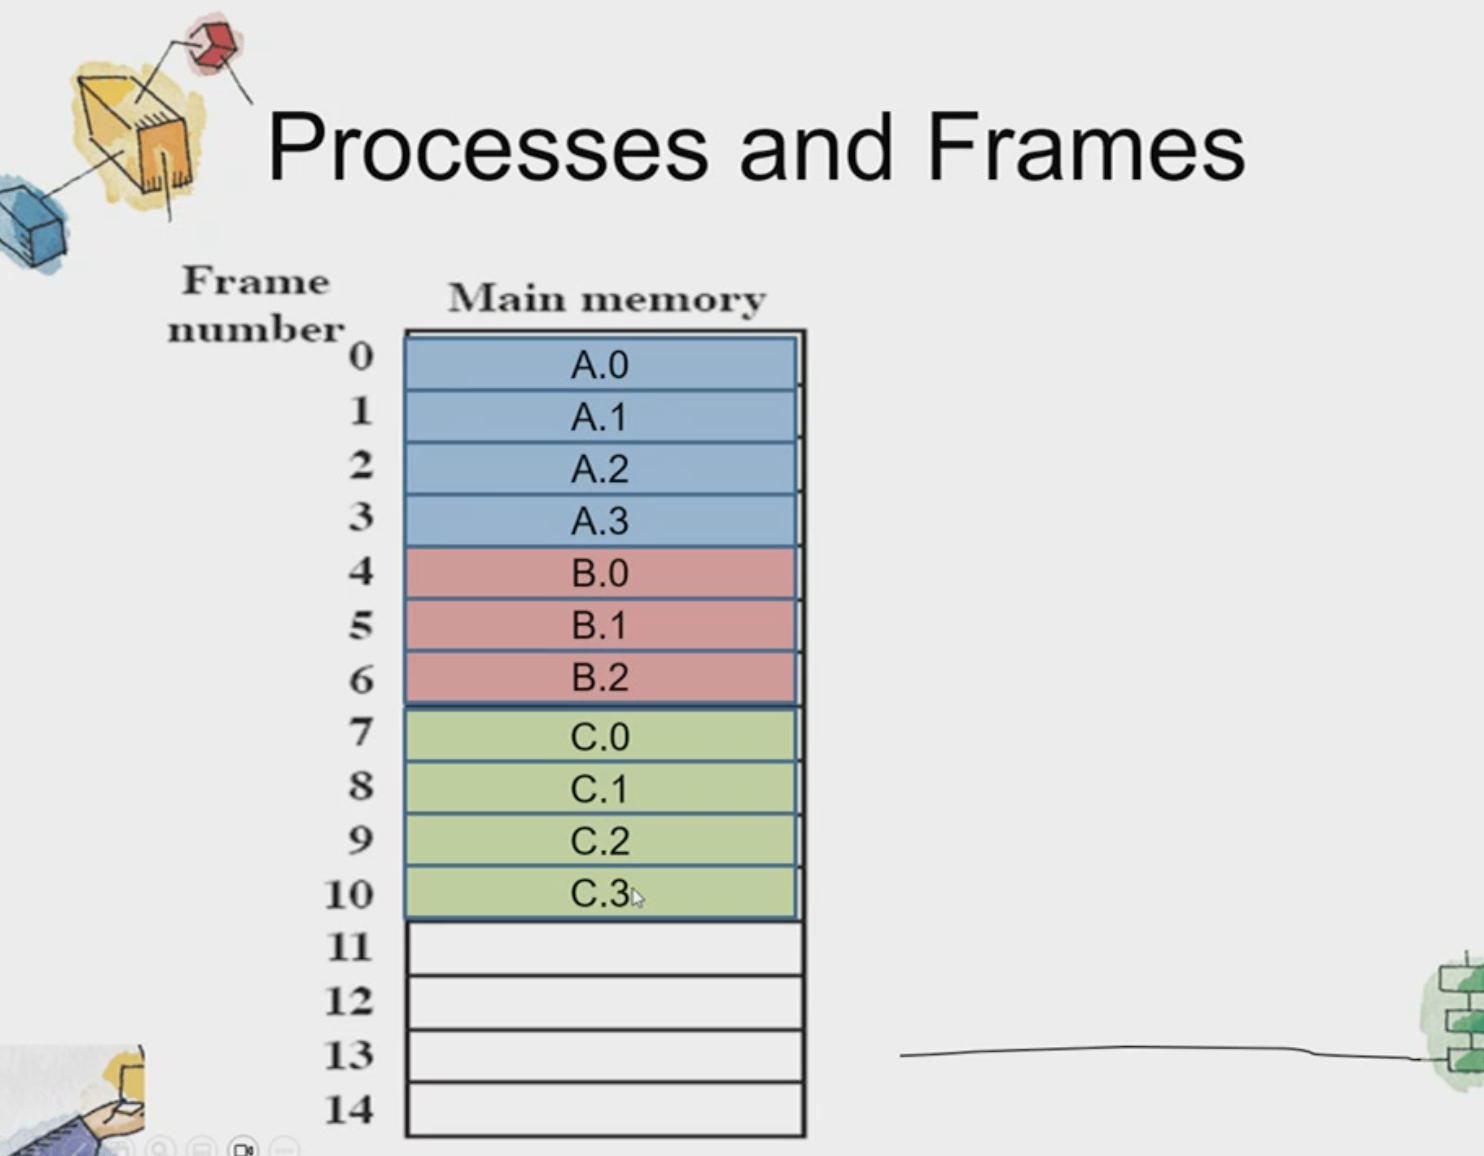 Processes and Frames
Frame
number
Main memory
0 A.0
1 A.1
2 A.2
3 A.3
4 B.0
5 B.1
6 B.2
7 C.0
8 C.1
9 C.2
10 C.3
11
12
13
14